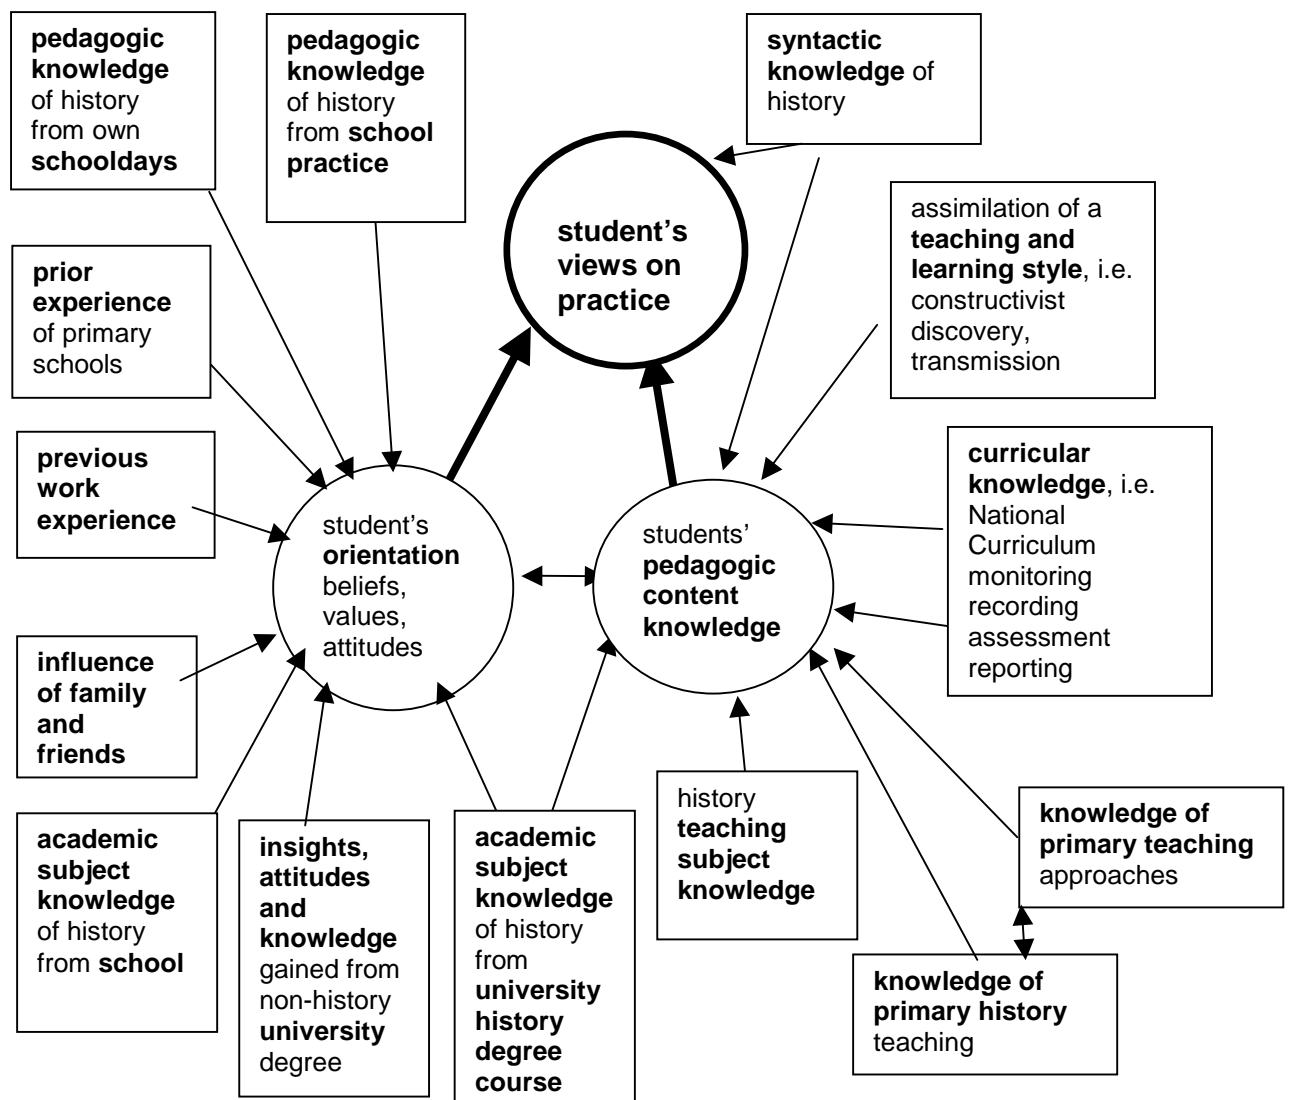 pedagogic
knowledge
of history
from own
schooldays
pedagogic
knowledge
of history
from school
practice
syntactic
knowledge of
history
student’s
views on
practice
assimilation of a
teaching and
learning style, i.e.
constructivist
discovery,
transmission
prior
experience
of primary
schools
previous
work
experience
curricular
knowledge, i.e.
National
Curriculum
monitoring
recording
assessment
reporting
student’s
orientation
beliefs,
values,
attitudes
students’
pedagogic
content
knowledge
influence
of family
and
friends
academic
subject
knowledge
of history
from school
insights,
attitudes
and
knowledge
gained from
non-history
university
degree
academic
subject
knowledge
of history
from
university
history
degree
course
history
teaching
subject
knowledge
knowledge of
primary teaching
approaches
knowledge of
primary history
teaching